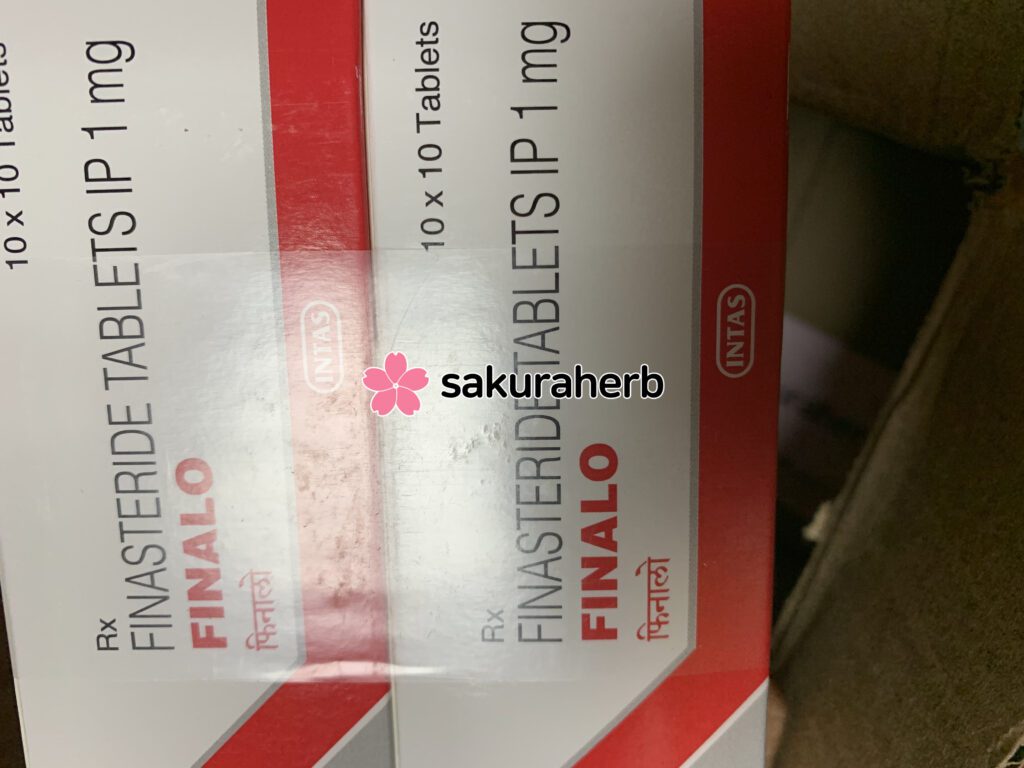 10 x 10 Tablets
Rx
FINASTERIDE TABLETS IP 1 mg
FINALO
फिनालो
INTAS
10 x 10 Tablets
Rx
FINASTERIDE TABLETS IP 1 mg
FINALO
फिनालो
INTAS
sakuraherb